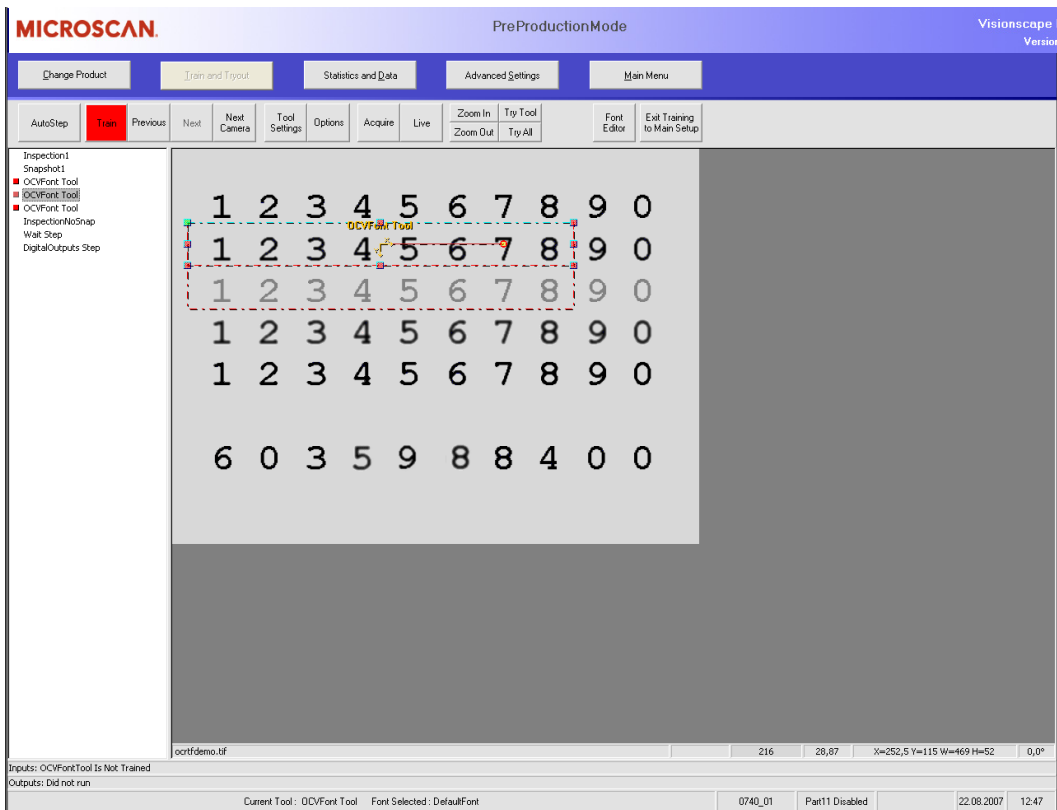 MICROSCAN.
PreProductionMode
Visionscape
Version
Change Product
Train and Tryout
Statistics and Data
Advanced Settings
Main Menu
AutoStep
Train
Previous
Next
Next Camera
Tool Settings
Options
Acquire
Live
Zoom In
Try Tool
Zoom Out
Try All
Font Editor
Exit Training to Main Setup
Inspection1
Snapshot1
OCVFont Tool
OCVFont Tool
OCVFont Tool
InspectionNoSnap
Wait Step
DigitalOutputs Step
1 2 3 4 5 6 7 8 9 0
OCVFont Tool
1 2 3 4 5 6 7 8 9 0
1 2 3 4 5 6 7 8 9 0
1 2 3 4 5 6 7 8 9 0
1 2 3 4 5 6 7 8 9 0
6 0 3 5 9 8 8 4 0 0
ocrtfdemo.tif
216
28,87
X=252,5 Y=115 W=469 H=52
0,0°
Inputs: OCVFontTool Is Not Trained
Outputs: Did not run
Current Tool : OCVFont Tool Font Selected : DefaultFont
0740_01
Part11 Disabled
22.08.2007
12:47